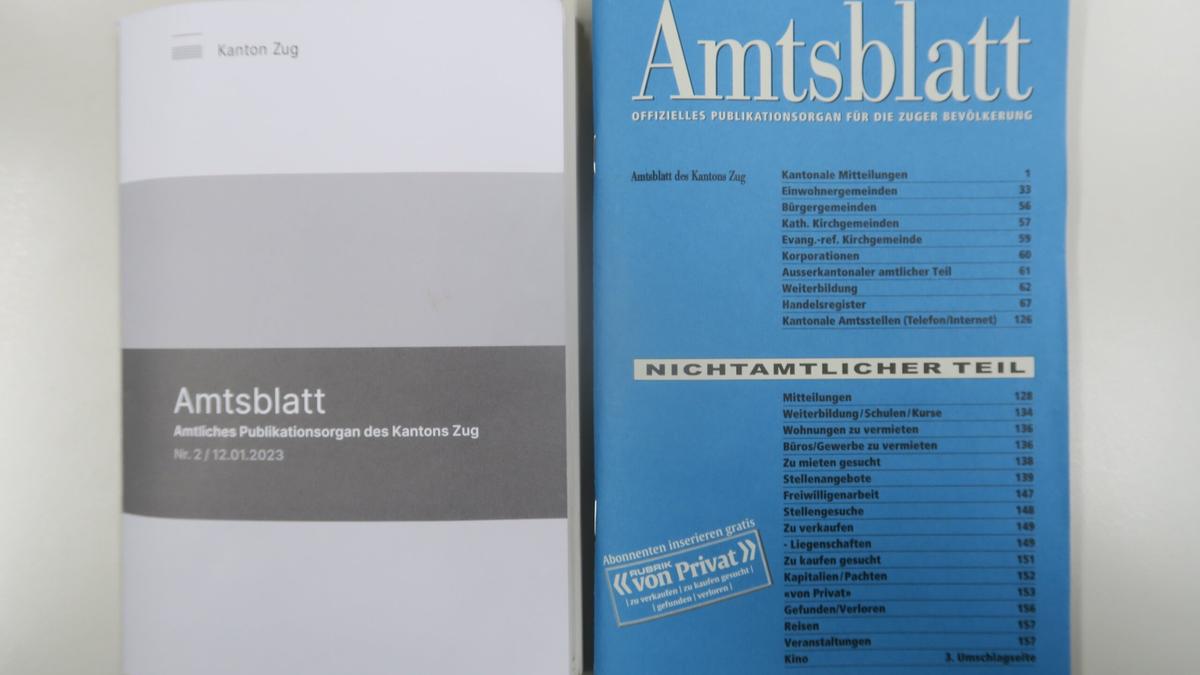 Kanton Zug
Amtsblatt
Amtliches Publikationsorgan des Kantons Zug
Nr. 2 / 12.01.2023
Amtsblatt
OFFIZIELLES PUBLIKATIONSORGAN FÜR DIE ZUGER BEVÖLKERUNG
Amtsblatt des Kantons Zug
Kantonale Mitteilungen 1
Einwohnergemeinden 33
Bürgergemeinden 56
Kath. Kirchgemeinden 57
Evang.-ref. Kirchgemeinde 59
Korporationen 60
Ausserkantonaler amtlicher Teil 61
Weiterbildung 62
Handelsregister 67
Kantonale Amtsstellen (Telefon/Internet) 126
NICHTAMTLICHER TEIL
Mitteilungen 128
Weiterbildung/Schulen/Kurse 134
Wohnungen zu vermieten 136
Büros/Gewerbe zu vermieten 136
Zu mieten gesucht 138
Stellenangebote 139
Freiwilligenarbeit 147
Stellengesuche 148
Zu verkaufen 149
- Liegenschaften 149
Zu kaufen gesucht 151
Kapitalien/Pachten 152
«von Privat» 153
Gefunden/Verloren 156
Reisen 157
Veranstaltungen 157
Kino 3. Umschlagseite
Abonnenten inserieren gratis
RUBRIK
«von Privat»
| zu verkaufen | zu kaufen gesucht |
| gefunden | verloren |